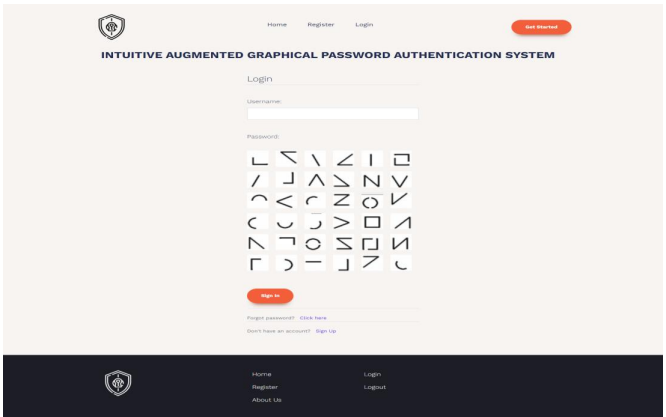 Home Register Login Get Started
INTUITIVE AUGMENTED GRAPHICAL PASSWORD AUTHENTICATION SYSTEM
Login
Username:
Password:
Sign In
Forgot password? Click here
Don't have an account? Sign Up
Home Login
Register Logout
About Us